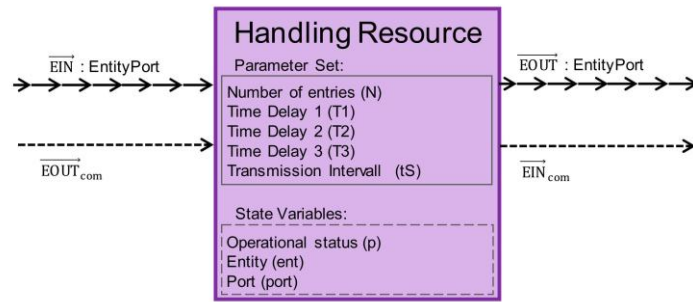 Handling Resource
EIN : EntityPort
EOUT : EntityPort
Parameter Set:
Number of entries (N)
Time Delay 1 (T1)
Time Delay 2 (T2)
Time Delay 3 (T3)
Transmission Intervall (tS)
EOUTcom
EINcom
State Variables:
Operational status (p)
Entity (ent)
Port (port)